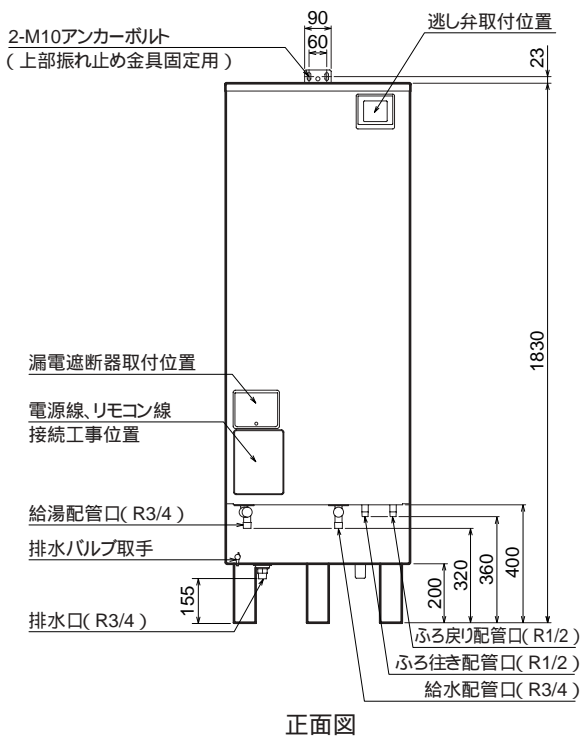 90
60
2-M10アンカーボルト
(上部振れ止め金具固定用)
逃し弁取付位置
23
1830
漏電遮断器取付位置
電源線、リモコン線
接続工事位置
給湯配管口(R3/4)
排水バルブ取手
155
排水口(R3/4)
200
320
360
400
ふろ戻り配管口(R1/2)
ふろ往き配管口(R1/2)
給水配管口(R3/4)
正面図